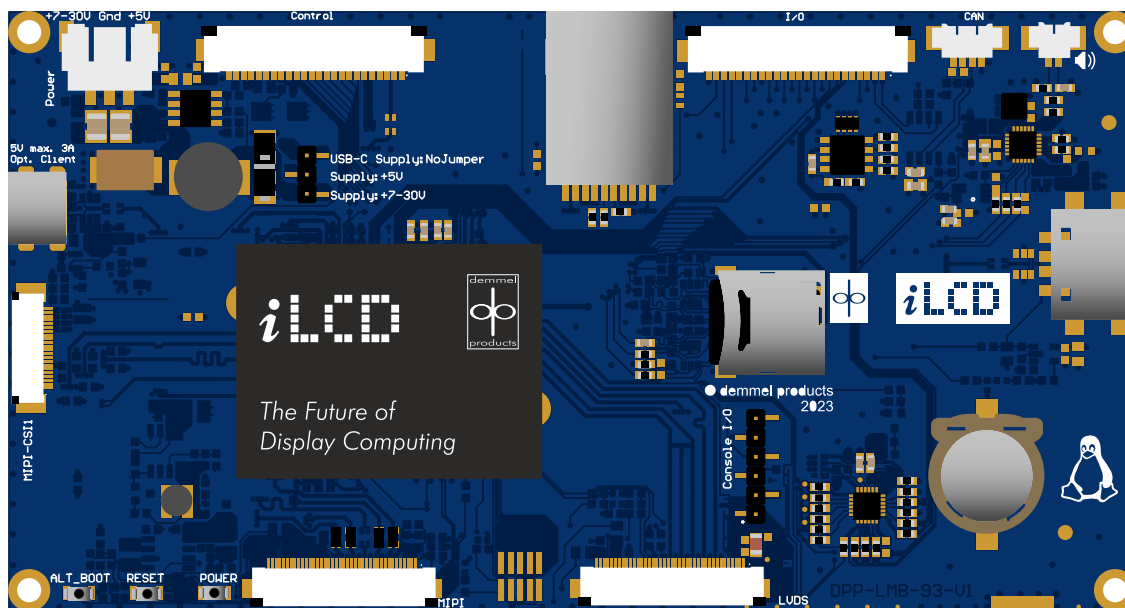 +7-30V Gnd +5V
Control
I/O
CAN
Power
5V max. 3A
Opt. Client
USB-C Supply:NoJumper
Supply:+5V
Supply:+7-30V
iLCD
demmel
products
iLCD
The Future of
Display Computing
demmel products
2023
MIPI-CSI1
Console I/O
ALT_BOOT
RESET
POWER
MIPI
LVDS
DPP-LMB-93-V1